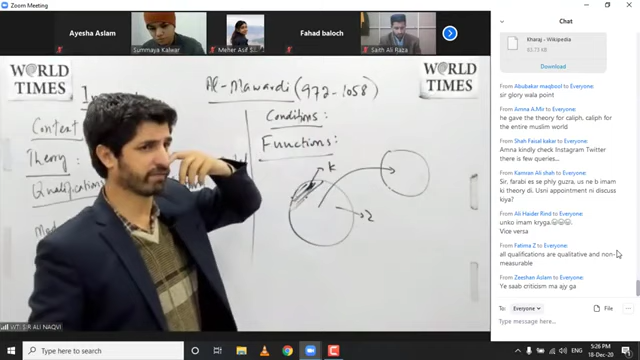 Zoom Meeting
Ayesha Aslam
Summaya Kalwar
Meher Asif S
Fahad baloch
Saith Ali Raza
W@RLD TIMES
Al-Mawardi (972-1058)
W@RLD TIMES
Context
Theory
Qualifications
Conditions:
Functions:
K
Z
WT: SIR ALI NAQVI
Chat
Kharaj – Wikipedia
83.73 KB
Download
From Abubakar maqbool to Everyone:
sir glory wala point
From Amna A.Mir to Everyone:
he gave the theory for caliph, caliph for
the entire muslim world
From Shah Faisal kakar to Everyone:
Amna kindly check Instagram Twitter
there is few queries...
From Kamran Ali shah to Everyone:
Sir, farabi es se phly guzra, us ne b imam
ki theory di. Usni appointment ni discuss
kiya?
From Ali Haider Rind to Everyone:
unko imam kryga.😂😂😂.
Vice versa
From Fatima Z to Everyone:
all qualifications are qualitative and non-
measurable
From Zeeshan Aslam to Everyone:
Ye saab criticism ma ajy ga
To: Everyone
File
Type message here...
Type here to search
ENG
5:26 PM
18-Dec-20